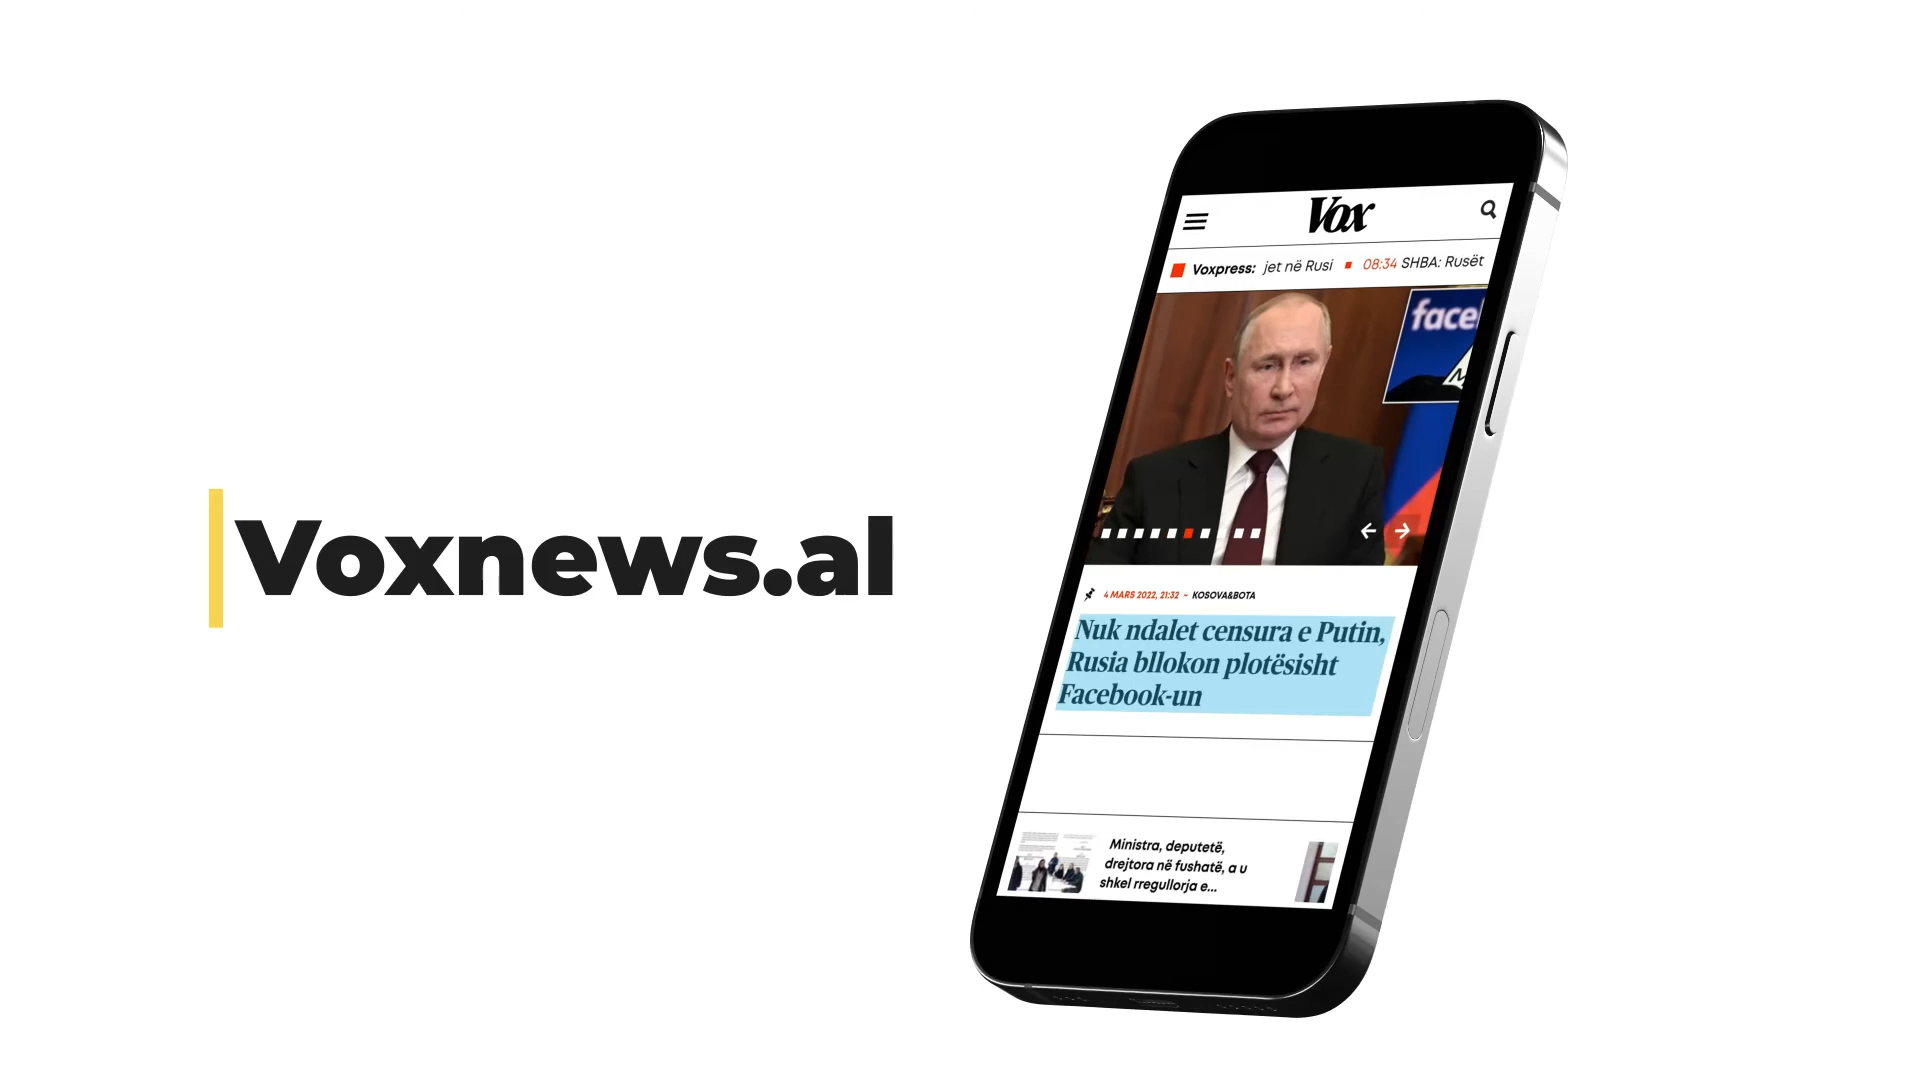 Voxnews.al
Vox
Voxpress: jet në Rusi 08:34 SHBA: Rusët
face
4 MARS 2022, 21:32 - KOSOVA&BOTA
Nuk ndalet censura e Putin,
Rusia bllokon plotësisht
Facebook-un
Ministra, deputetë,
drejtora në fushatë, a u
shkel rregullorja e...